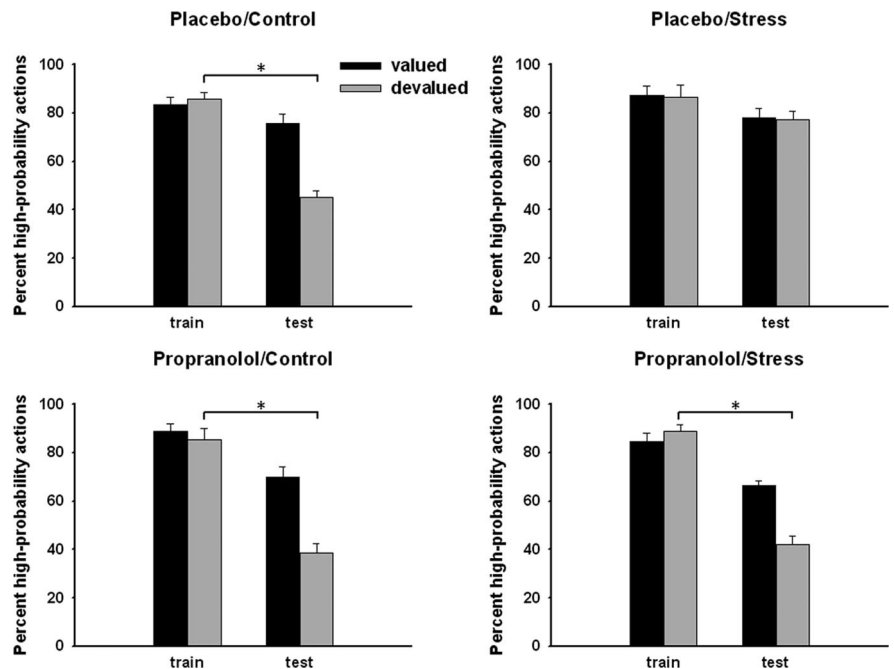 Placebo/Control
Percent high-probability actions
100
80
60
40
20
0
train
test
*
valued
devalued
Placebo/Stress
Percent high-probability actions
100
80
60
40
20
0
train
test
Propranolol/Control
Percent high-probability actions
100
80
60
40
20
0
train
test
*
Propranolol/Stress
Percent high-probability actions
100
80
60
40
20
0
train
test
*